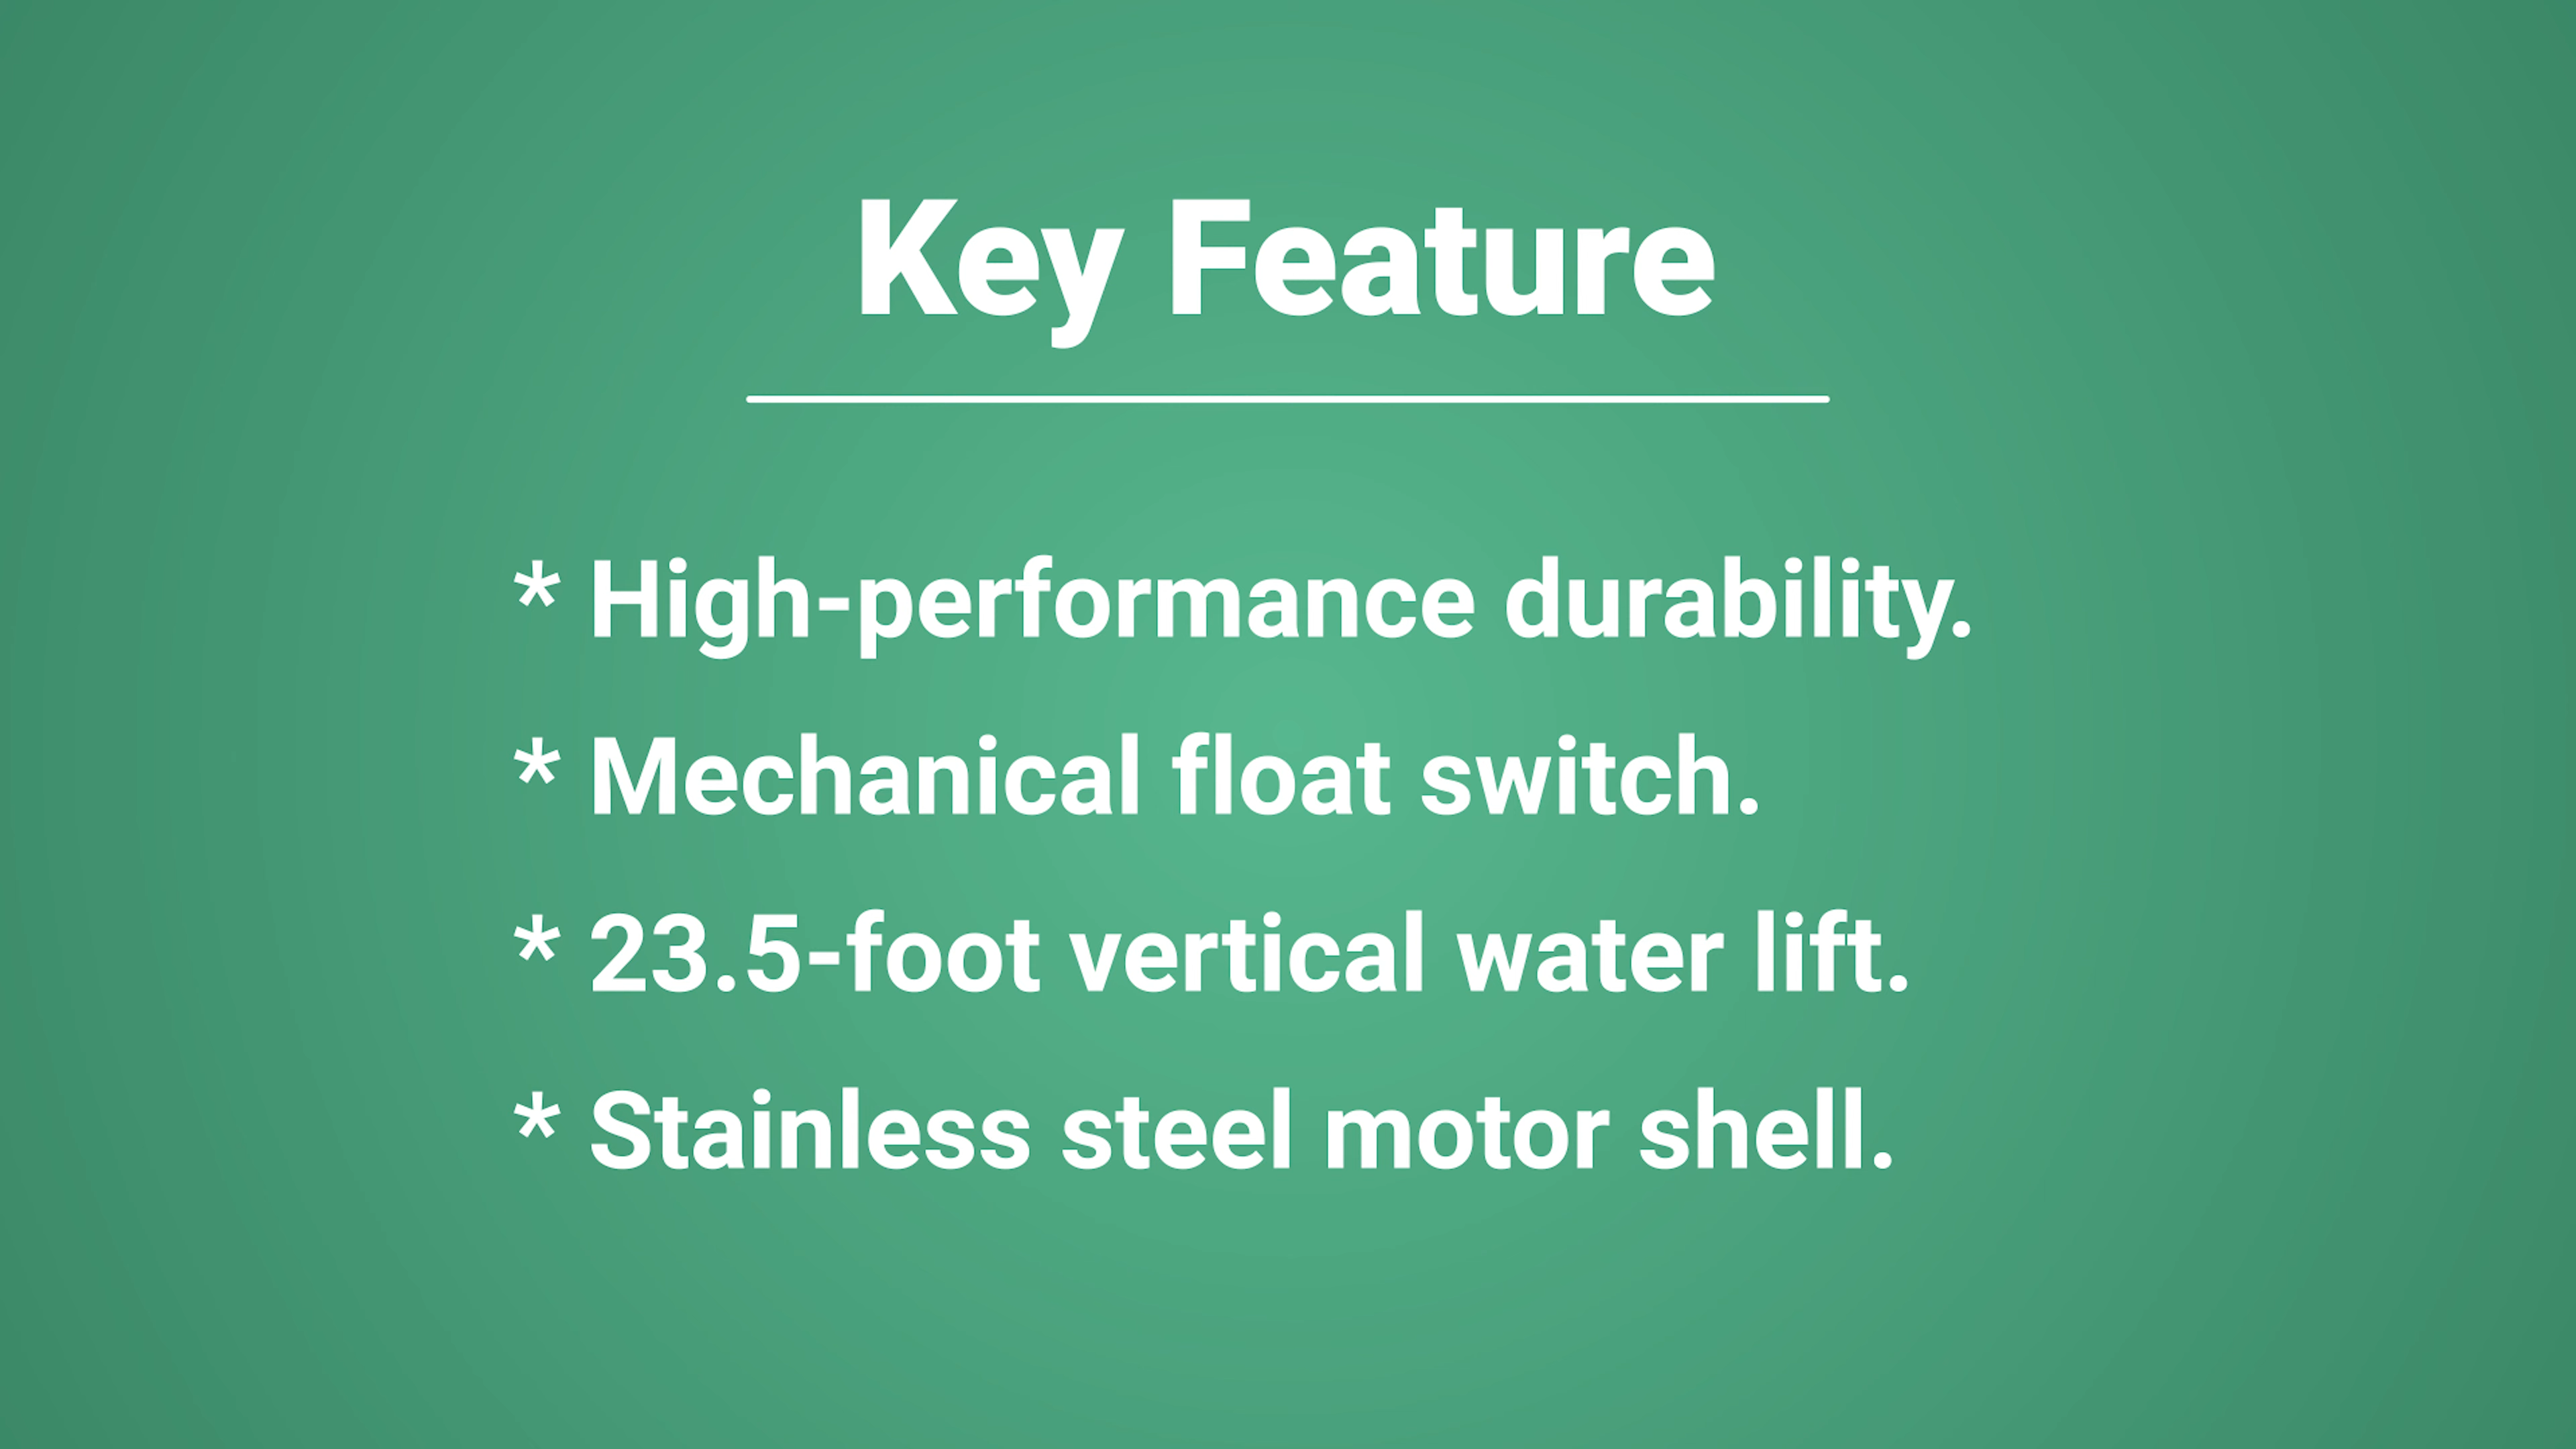 Key Feature
* High-performance durability.
* Mechanical float switch.
* 23.5-foot vertical water lift.
* Stainless steel motor shell.